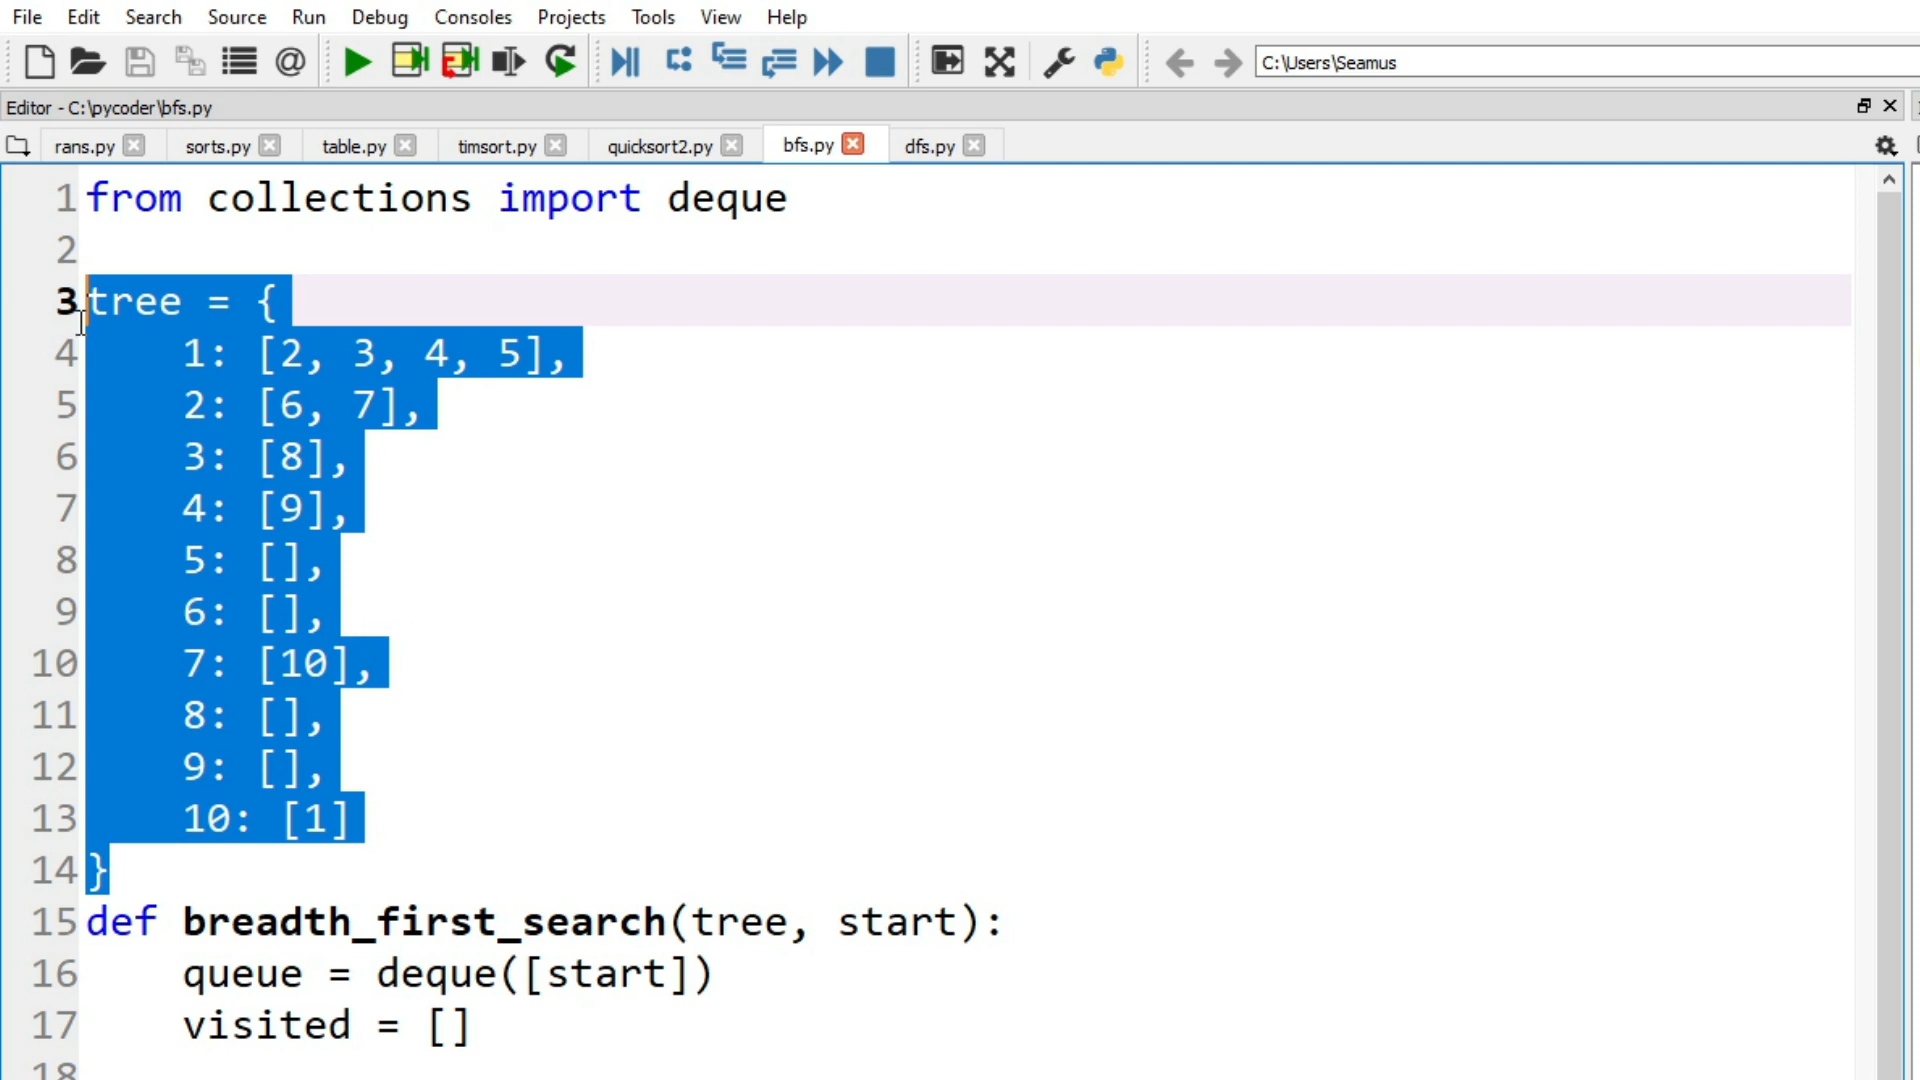 File Edit Search Source Run Debug Consoles Projects Tools View Help
C:\Users\Seamus
Editor - C:\pycoder\bfs.py
rans.py sorts.py table.py timsort.py quicksort2.py bfs.py dfs.py
1 from collections import deque
2
3 tree = {
4 1: [2, 3, 4, 5],
5 2: [6, 7],
6 3: [8],
7 4: [9],
8 5: [],
9 6: [],
10 7: [10],
11 8: [],
12 9: [],
13 10: [1]
14 }
15 def breadth_first_search(tree, start):
16 queue = deque([start])
17 visited = []
18